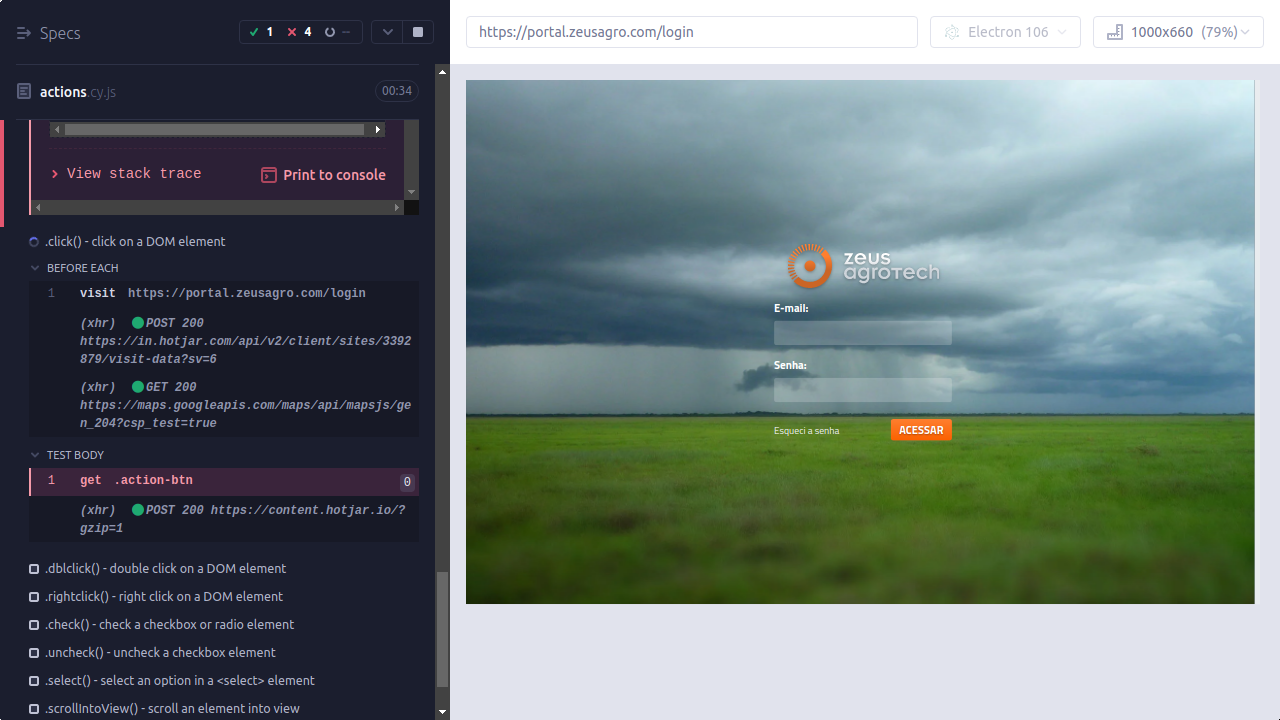 Specs
1
4
--
https://portal.zeusagro.com/login
Electron 106
1000x660 (79%)
actions.cy.js
00:34
View stack trace
Print to console
.click() - click on a DOM element
BEFORE EACH
1 visit https://portal.zeusagro.com/login
(xhr) POST 200
https://in.hotjar.com/api/v2/client/sites/3392
879/visit-data?sv=6
(xhr) GET 200
https://maps.googleapis.com/maps/api/mapsjs/ge
n_204?csp_test=true
TEST BODY
1 get .action-btn 0
(xhr) POST 200 https://content.hotjar.io/?
gzip=1
.dblclick() - double click on a DOM element
.rightclick() - right click on a DOM element
.check() - check a checkbox or radio element
.uncheck() - uncheck a checkbox element
.select() - select an option in a <select> element
.scrollIntoView() - scroll an element into view
zeus
agrotech
E-mail:
Senha:
Esqueci a senha
ACESSAR